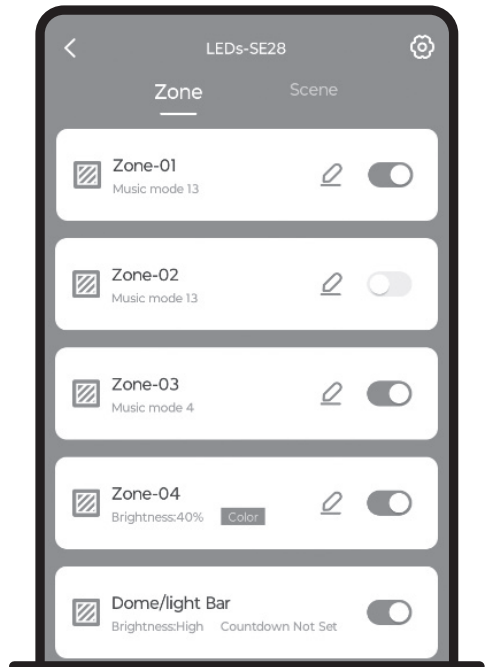 LEDs-SE28
Zone Scene
Zone-01
Music mode 13
Zone-02
Music mode 13
Zone-03
Music mode 4
Zone-04
Brightness:40% Color
Dome/light Bar
Brightness:High Countdown Not Set